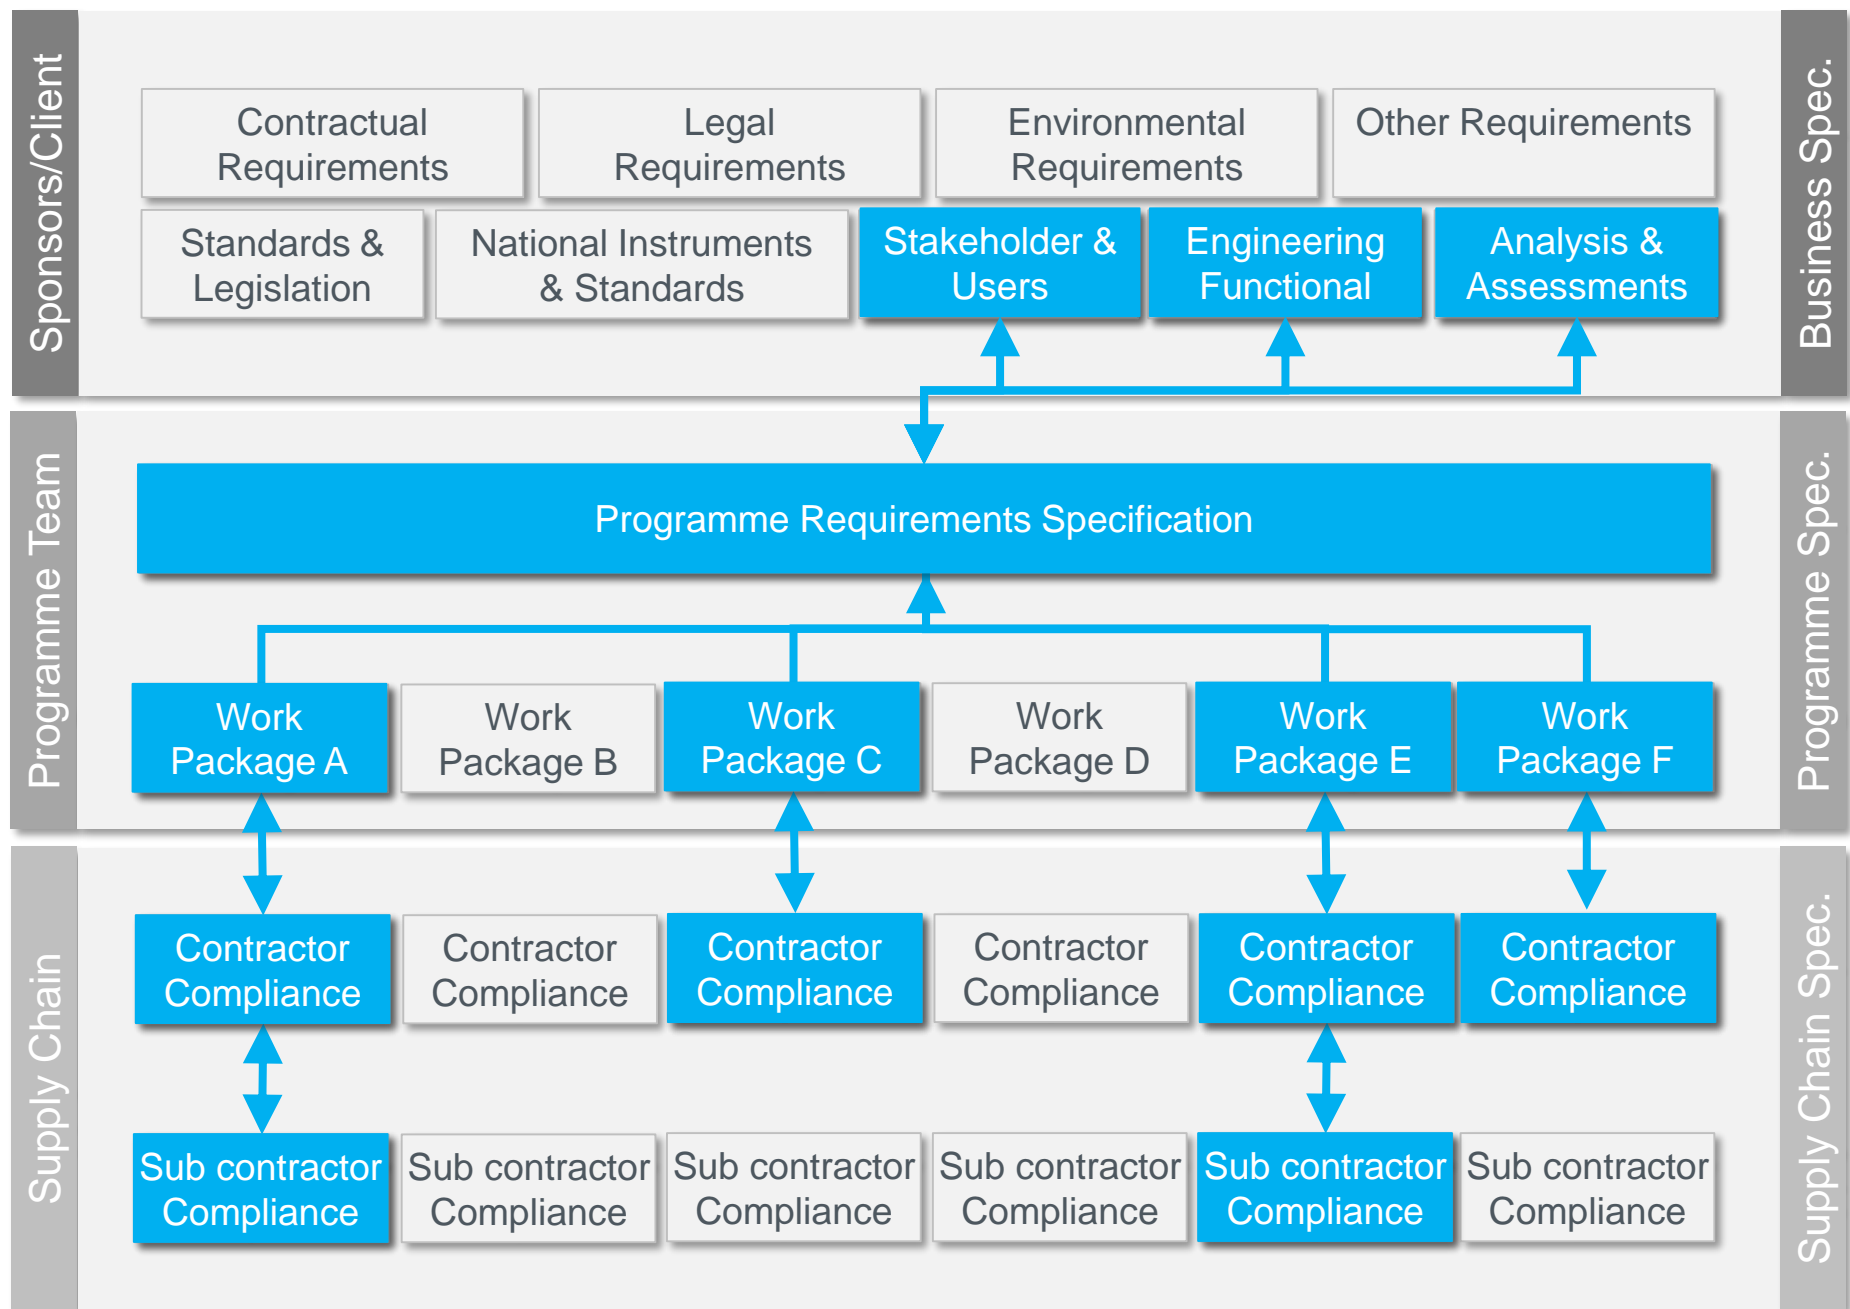 Sponsors/Client
Contractual
Requirements
Legal
Requirements
Environmental
Requirements
Other Requirements
Standards &
Legislation
National Instruments
& Standards
Stakeholder &
Users
Engineering
Functional
Analysis &
Assessments
Business Spec.
Programme Team
Programme Requirements Specification
Work
Package A
Work
Package B
Work
Package C
Work
Package D
Work
Package E
Work
Package F
Programme Spec.
Supply Chain
Contractor
Compliance
Contractor
Compliance
Contractor
Compliance
Contractor
Compliance
Contractor
Compliance
Contractor
Compliance
Sub contractor
Compliance
Sub contractor
Compliance
Sub contractor
Compliance
Sub contractor
Compliance
Sub contractor
Compliance
Sub contractor
Compliance
Supply Chain Spec.